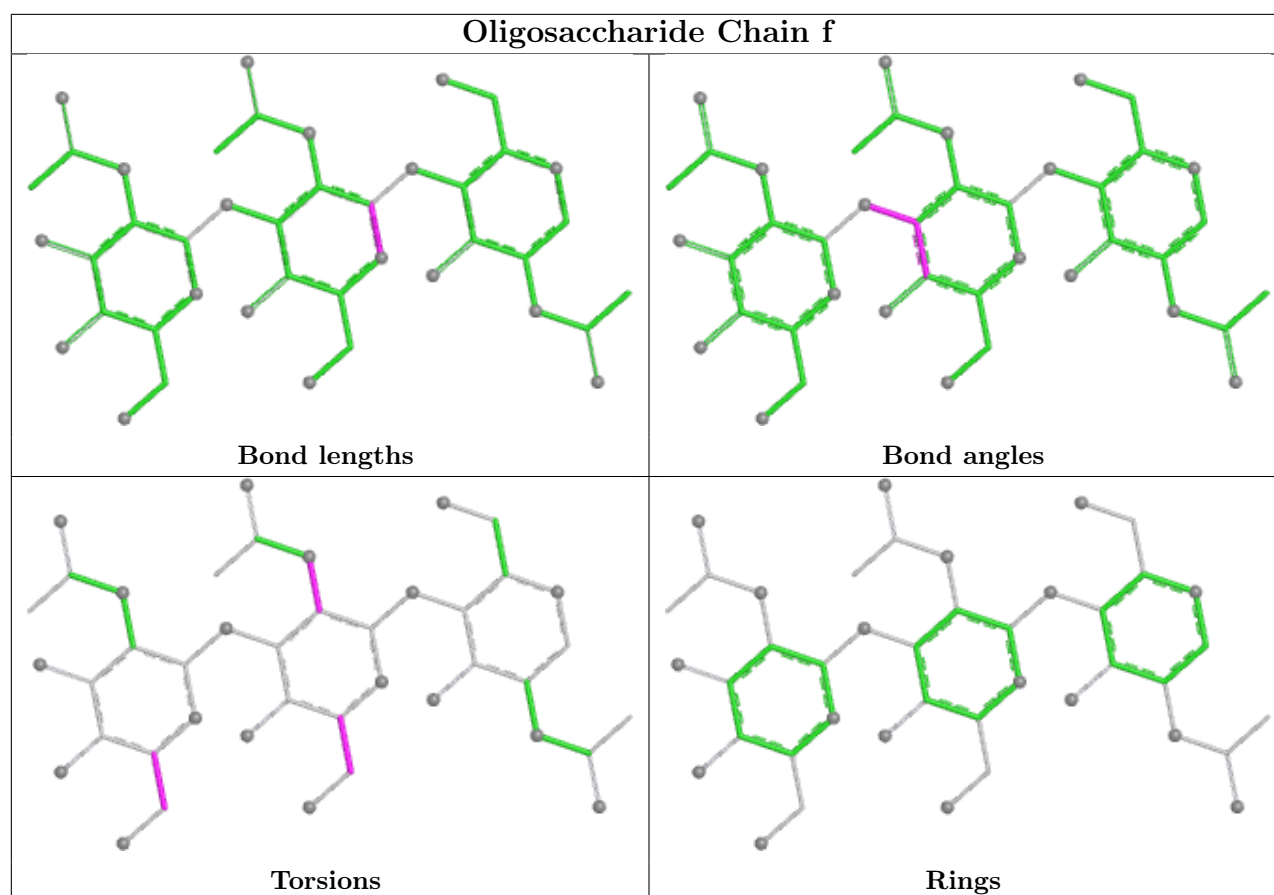 Oligosaccharide Chain f
Bond lengths
Bond angles
Torsions
Rings